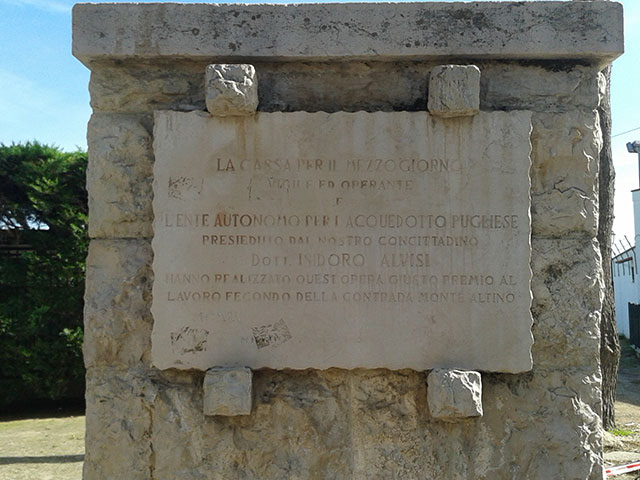 LA CASSA PER IL MEZZOGIORNO
VIGILE ED OPERANTE
E
L'ENTE AUTONOMO PER L'ACQUEDOTTO PUGLIESE
PRESIEDUTO DAL NOSTRO CONCITTADINO
DOTT. ISIDORO ALVISI
HANNO REALIZZATO QUEST'OPERA GIUSTO PREMIO AL
LAVORO FECONDO DELLA CONTRADA MONTE ALTINO